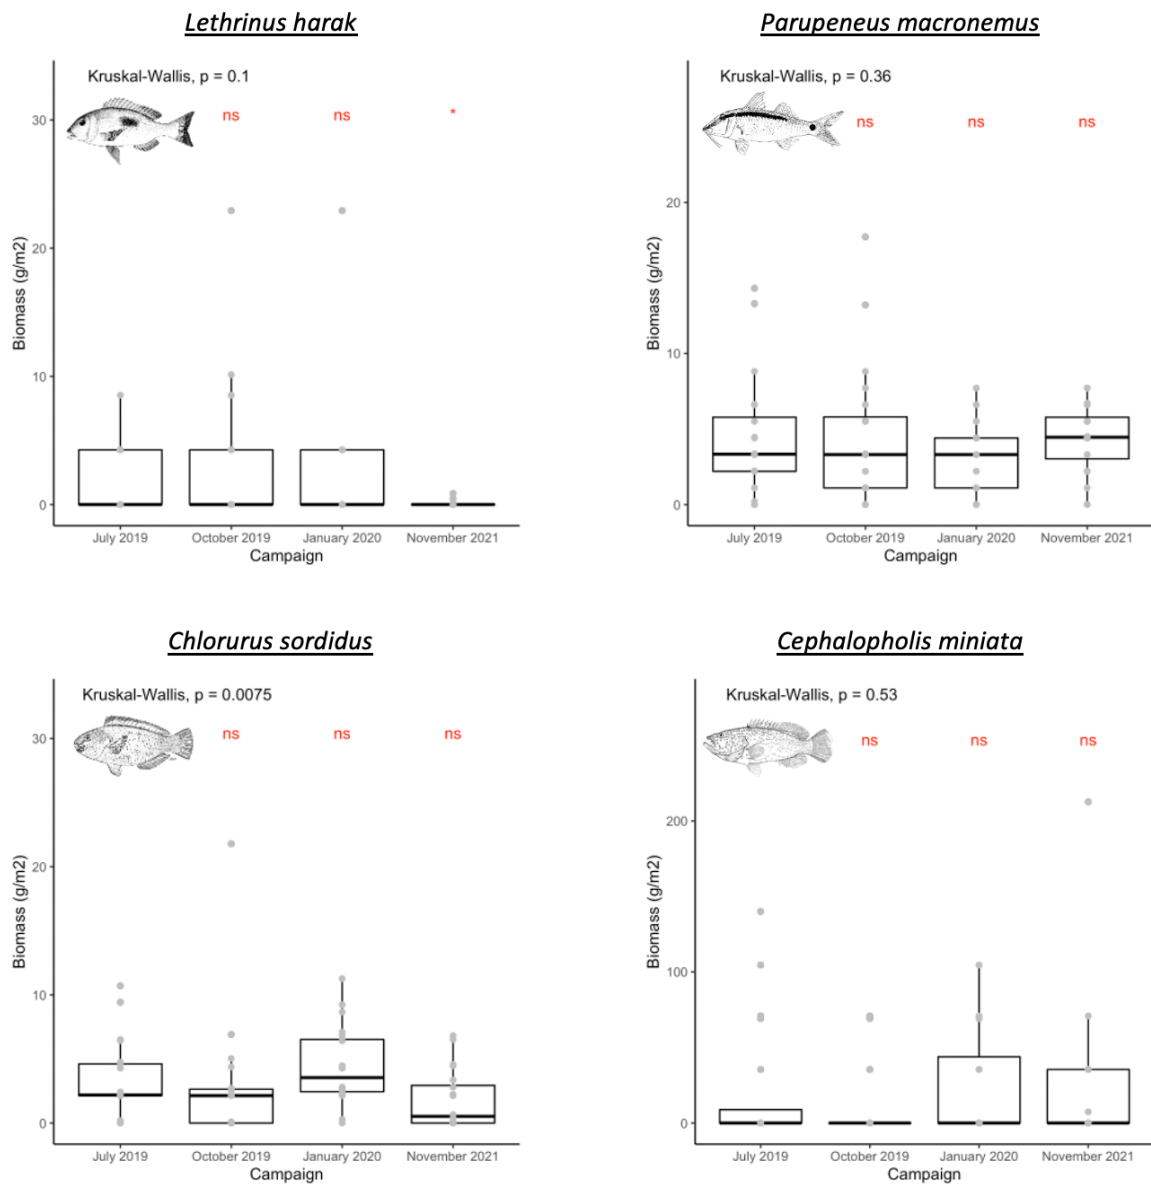 Lethrinus harak
Kruskal-Wallis, p = 0.1
ns ns *
30
20
10
0
Biomass (g/m2)
July 2019 October 2019 January 2020 November 2021
Campaign
Parupeneus macronemus
Kruskal-Wallis, p = 0.36
ns ns ns
20
10
0
Biomass (g/m2)
July 2019 October 2019 January 2020 November 2021
Campaign
Chlorurus sordidus
Kruskal-Wallis, p = 0.0075
ns ns ns
30
20
10
0
Biomass (g/m2)
July 2019 October 2019 January 2020 November 2021
Campaign
Cephalopholis miniata
Kruskal-Wallis, p = 0.53
ns ns ns
200
100
0
Biomass (g/m2)
July 2019 October 2019 January 2020 November 2021
Campaign